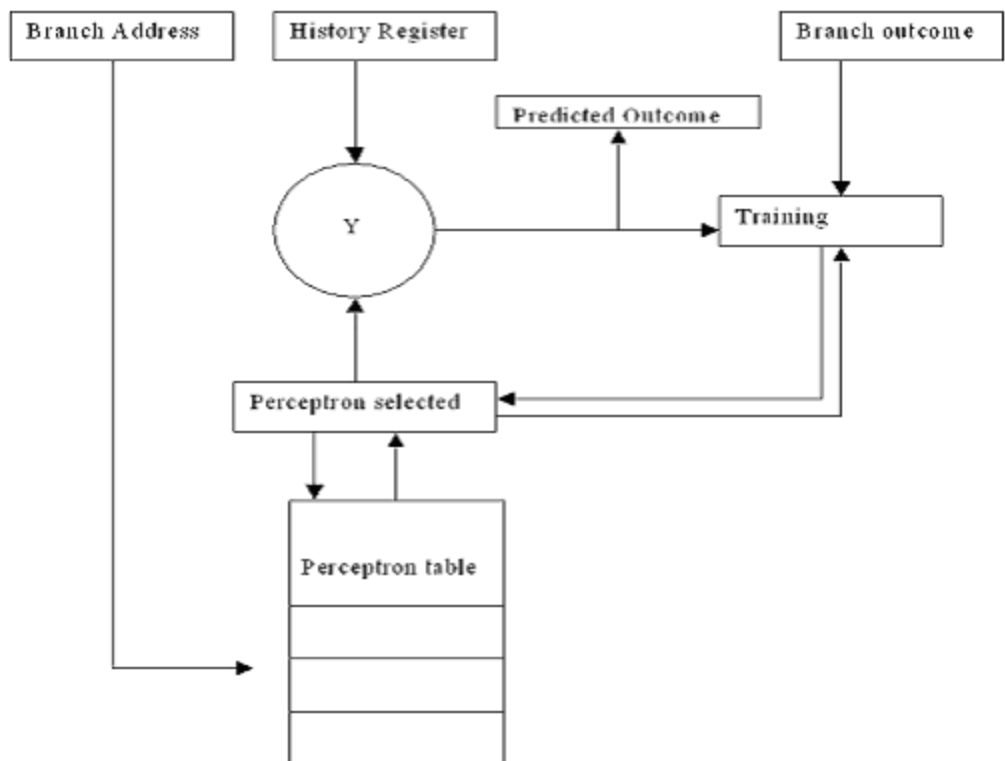 Branch Address
History Register
Branch outcome
Predicted Outcome
Y
Training
Perceptron selected
Perceptron table